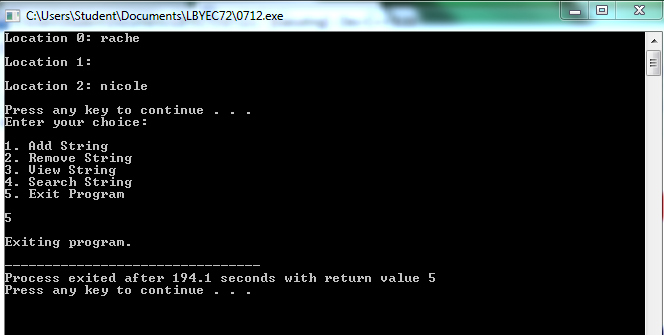 C:\Users\Student\Documents\LBYEC72\0712.exe
Location 0: rache
Location 1:
Location 2: nicole
Press any key to continue . . .
Enter your choice:
1. Add String
2. Remove String
3. View String
4. Search String
5. Exit Program
5
Exiting program.
--------------------------------
Process exited after 194.1 seconds with return value 5
Press any key to continue . . .